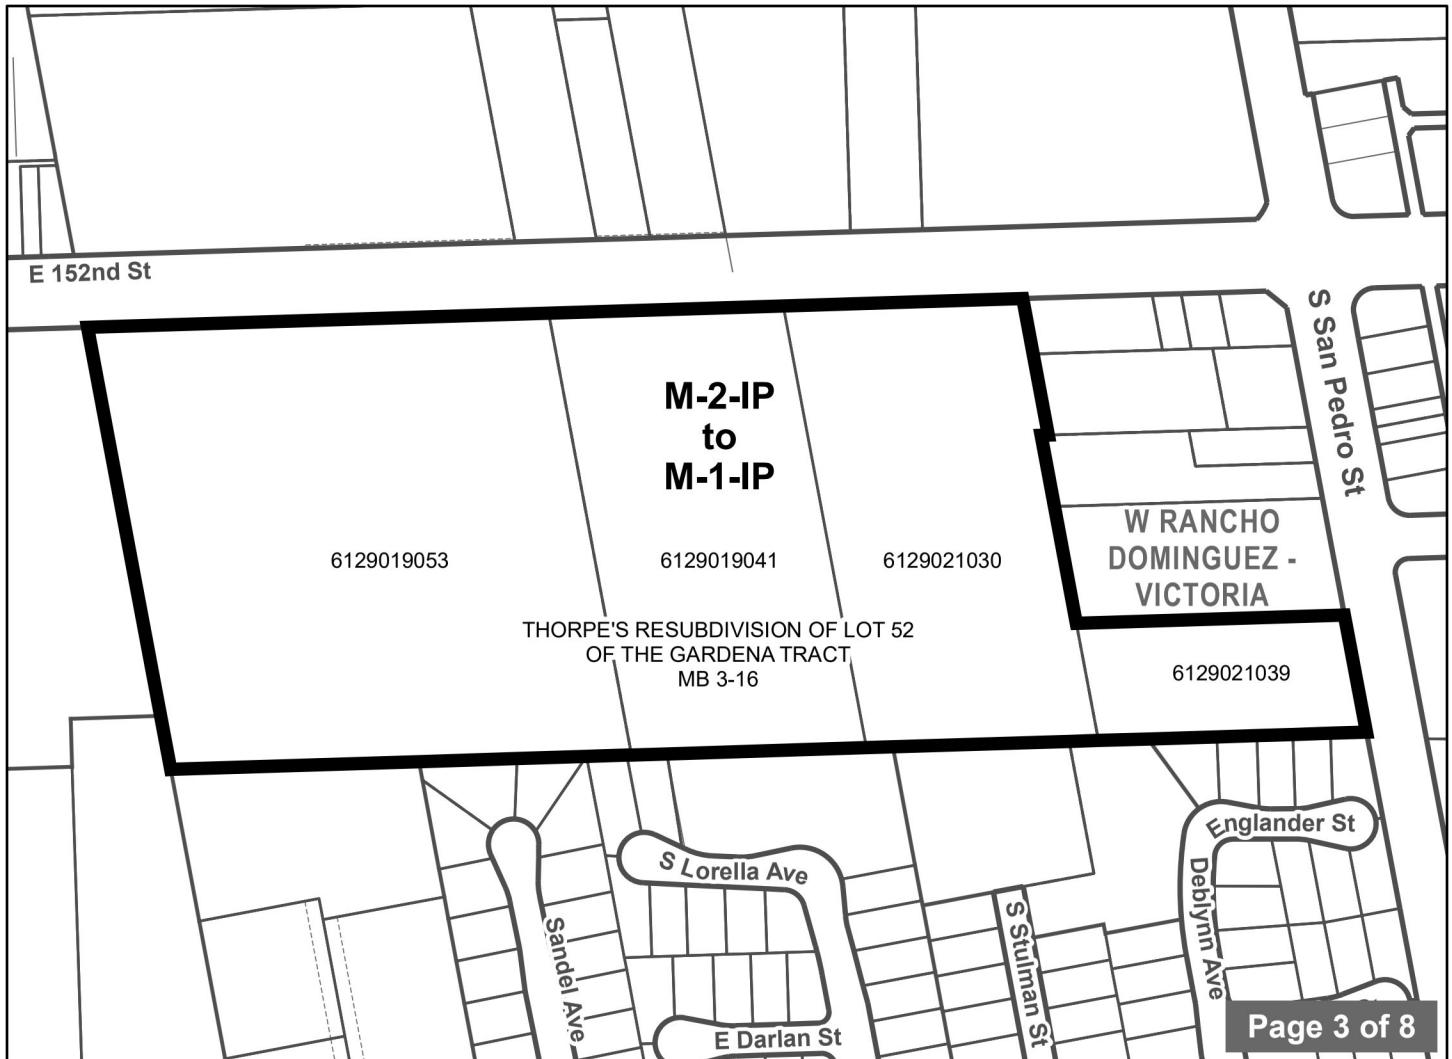 E 152nd St
S San Pedro St
M-2-IP
to
M-1-IP
W RANCHO
DOMINGUEZ -
VICTORIA
6129019053
6129019041
6129021030
THORPE'S RESUBDIVISION OF LOT 52
OF THE GARDENA TRACT
MB 3-16
6129021039
Englander St
S Lorella Ave
Deblynn Ave
Sandel Ave
S Stulman St
E Darlan St
Page 3 of 8